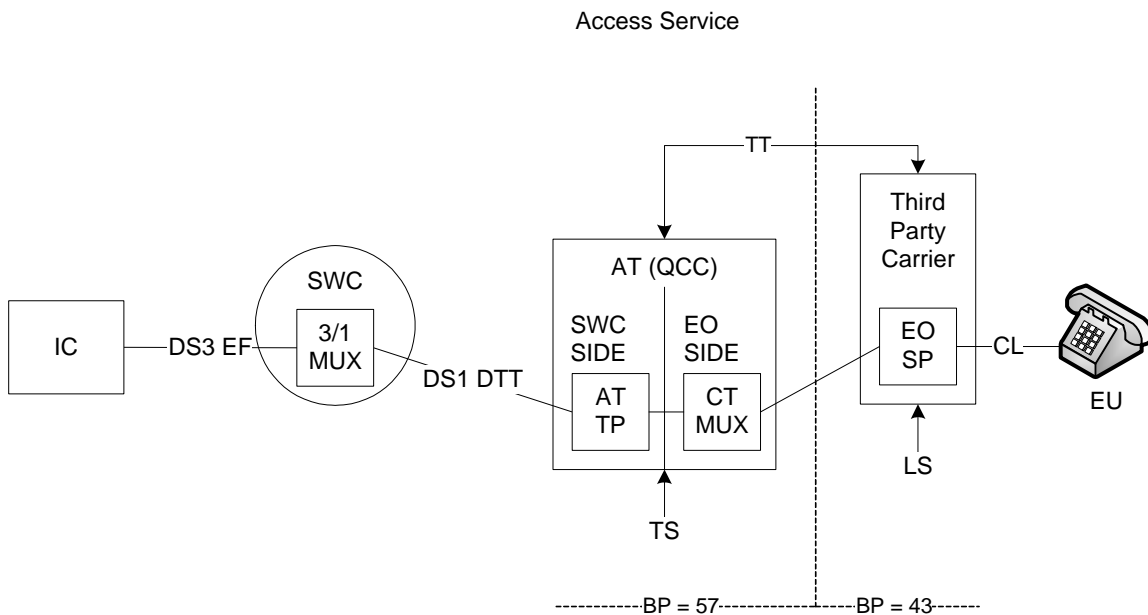 Access Service
TT
Third
Party
Carrier
AT (QCC)
SWC
IC
DS3 EF
3/1
MUX
DS1 DTT
SWC
SIDE
EO
SIDE
AT
TP
CT
MUX
EO
SP
CL
EU
LS
TS
BP = 57
BP = 43